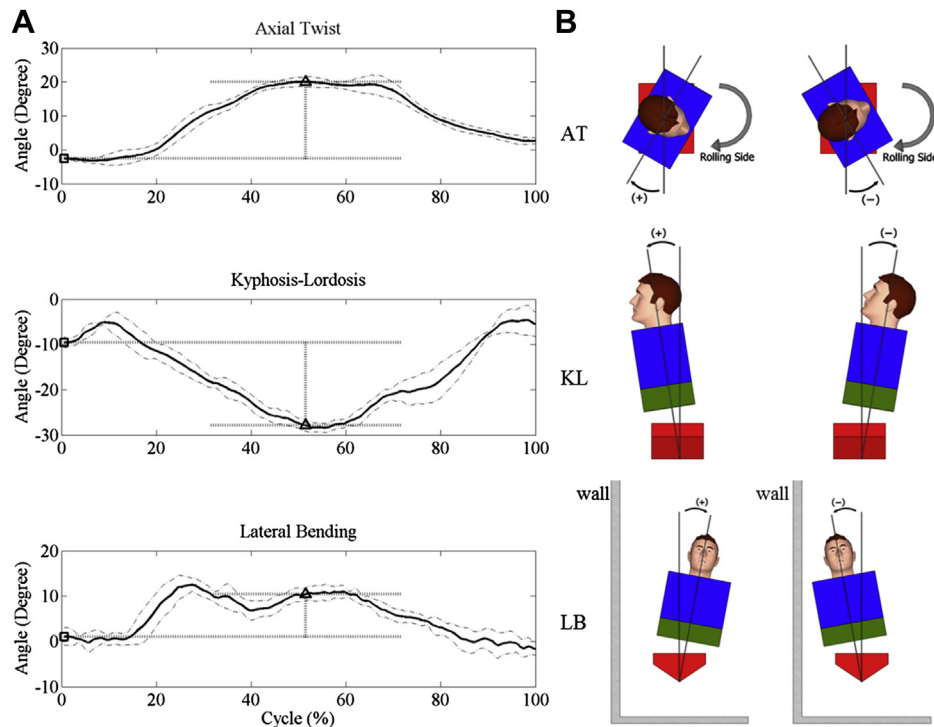 A
Axial Twist
Angle (Degree)
30
20
10
0
-10
0 20 40 60 80 100
Kyphosis-Lordosis
Angle (Degree)
0
-10
-20
-30
0 20 40 60 80 100
Lateral Bending
Angle (Degree)
20
10
0
-10
0 20 40 60 80 100
Cycle (%)
B
AT
Rolling Side
Rolling Side
(+)
(-)
KL
(+)
(-)
LB
wall
(+)
wall
(-)